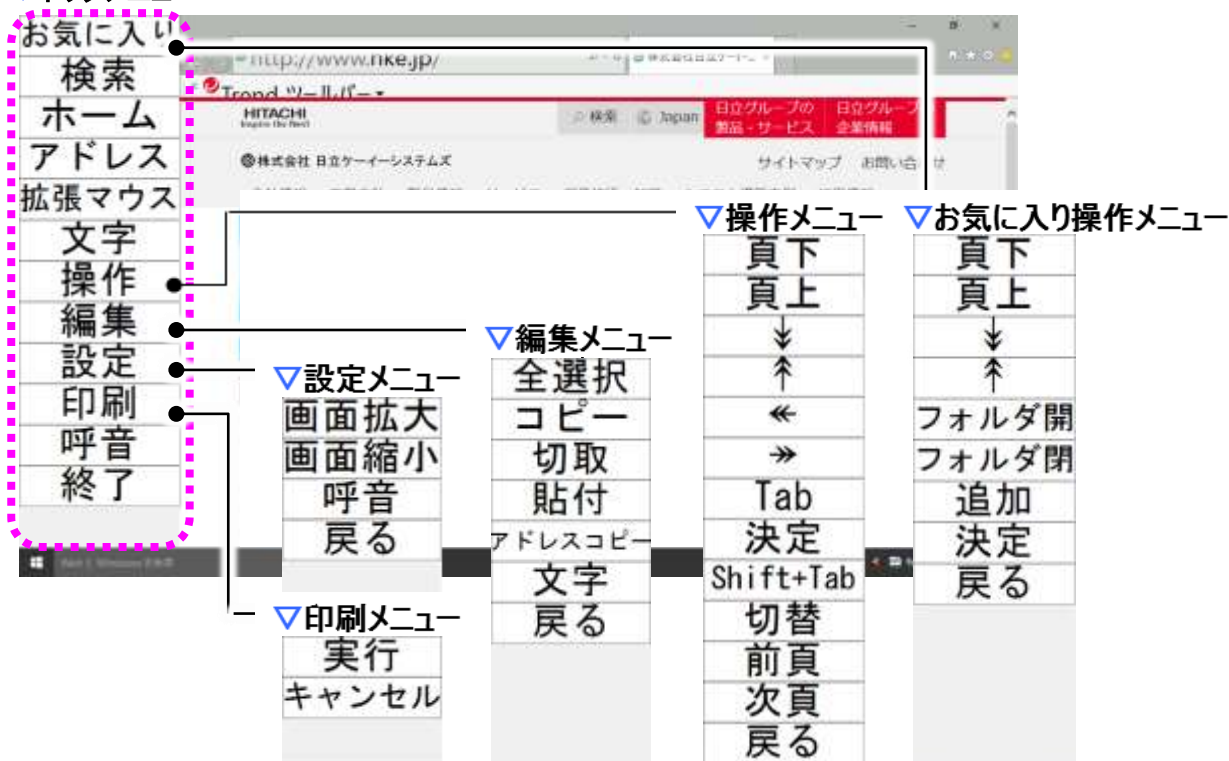 お気に入り
検索
ホーム
アドレス
拡張マウス
文字
操作
編集
設定
印刷
呼音
終了
http://www.hke.jp/
Trend ツールバー
HITACHI
Inspire the Next
検索
Japan
日立グループの
製品・サービス
日立グループ
企業情報
株式会社 日立ケーイーシステムズ
サイトマップ
お問い合わせ
▽操作メニュー
頁下
頁上
↓
↑
←
→
Tab
決定
Shift+Tab
切替
前頁
次頁
戻る
▽お気に入り操作メニュー
頁下
頁上
↓
↑
フォルダ開
フォルダ閉
追加
決定
戻る
▽編集メニュー
全選択
コピー
切取
貼付
アドレスコピー
文字
戻る
▽設定メニュー
画面拡大
画面縮小
呼音
戻る
▽印刷メニュー
実行
キャンセル